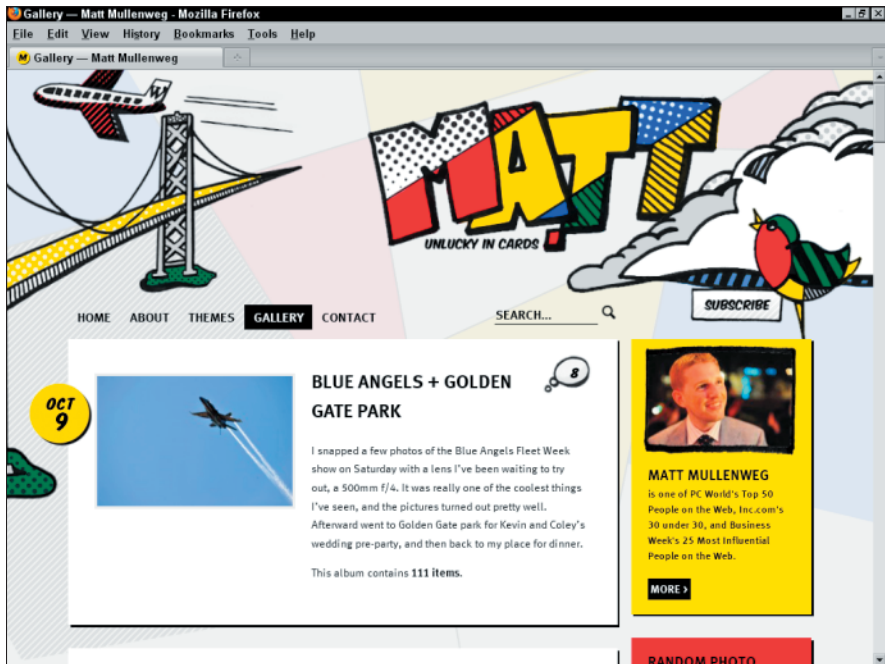 Gallery — Matt Mullenweg - Mozilla Firefox
File Edit View History Bookmarks Tools Help
M Gallery — Matt Mullenweg
W
MATT
UNLUCKY IN CARDS
SUBSCRIBE
HOME ABOUT THEMES GALLERY CONTACT
SEARCH...
OCT
9
BLUE ANGELS + GOLDEN
GATE PARK
8
I snapped a few photos of the Blue Angels Fleet Week
show on Saturday with a lens I've been waiting to try
out, a 500mm f/4. It was really one of the coolest things
I've seen, and the pictures turned out pretty well.
Afterward went to Golden Gate park for Kevin and Coley's
wedding pre-party, and then back to my place for dinner.
This album contains 111 items.
MATT MULLENWEG
is one of PC World's Top 50
People on the Web, Inc.com's
30 under 30, and Business
Week's 25 Most Influential
People on the Web.
MORE >
RANDOM PHOTO